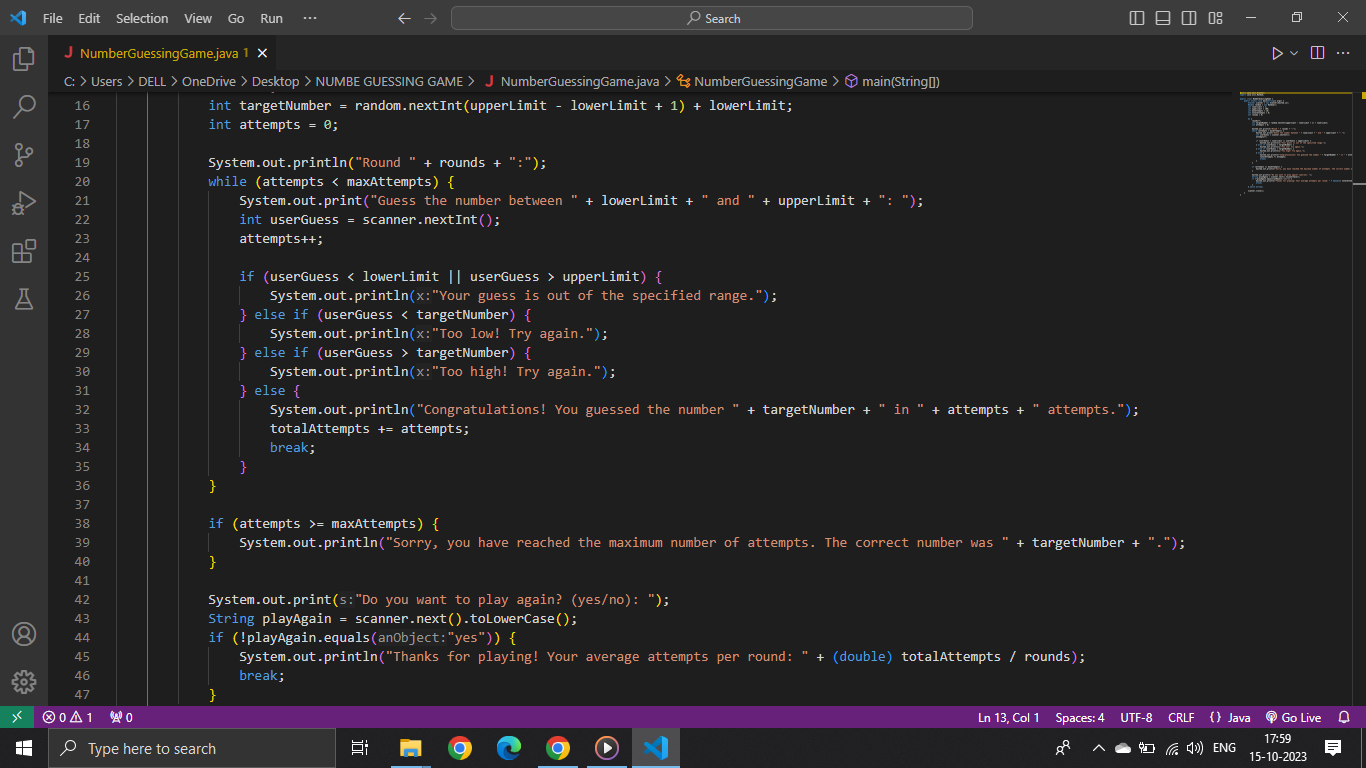 File Edit Selection View Go Run ··· Search
J NumberGuessingGame.java 1
C: > Users > DELL > OneDrive > Desktop > NUMBE GUESSING GAME > J NumberGuessingGame.java > NumberGuessingGame > main(String[])
16 int targetNumber = random.nextInt(upperLimit - lowerLimit + 1) + lowerLimit;
17 int attempts = 0;
18
19 System.out.println("Round " + rounds + ":");
20 while (attempts < maxAttempts) {
21 System.out.print("Guess the number between " + lowerLimit + " and " + upperLimit + ": ");
22 int userGuess = scanner.nextInt();
23 attempts++;
24
25 if (userGuess < lowerLimit || userGuess > upperLimit) {
26 System.out.println(x:"Your guess is out of the specified range.");
27 } else if (userGuess < targetNumber) {
28 System.out.println(x:"Too low! Try again.");
29 } else if (userGuess > targetNumber) {
30 System.out.println(x:"Too high! Try again.");
31 } else {
32 System.out.println("Congratulations! You guessed the number " + targetNumber + " in " + attempts + " attempts.");
33 totalAttempts += attempts;
34 break;
35 }
36 }
37
38 if (attempts >= maxAttempts) {
39 System.out.println("Sorry, you have reached the maximum number of attempts. The correct number was " + targetNumber + ".");
40 }
41
42 System.out.print(s:"Do you want to play again? (yes/no): ");
43 String playAgain = scanner.next().toLowerCase();
44 if (!playAgain.equals(anObject:"yes")) {
45 System.out.println("Thanks for playing! Your average attempts per round: " + (double) totalAttempts / rounds);
46 break;
47 }
0 1 0 Ln 13, Col 1 Spaces: 4 UTF-8 CRLF {} Java Go Live
Type here to search ENG 17:59
15-10-2023